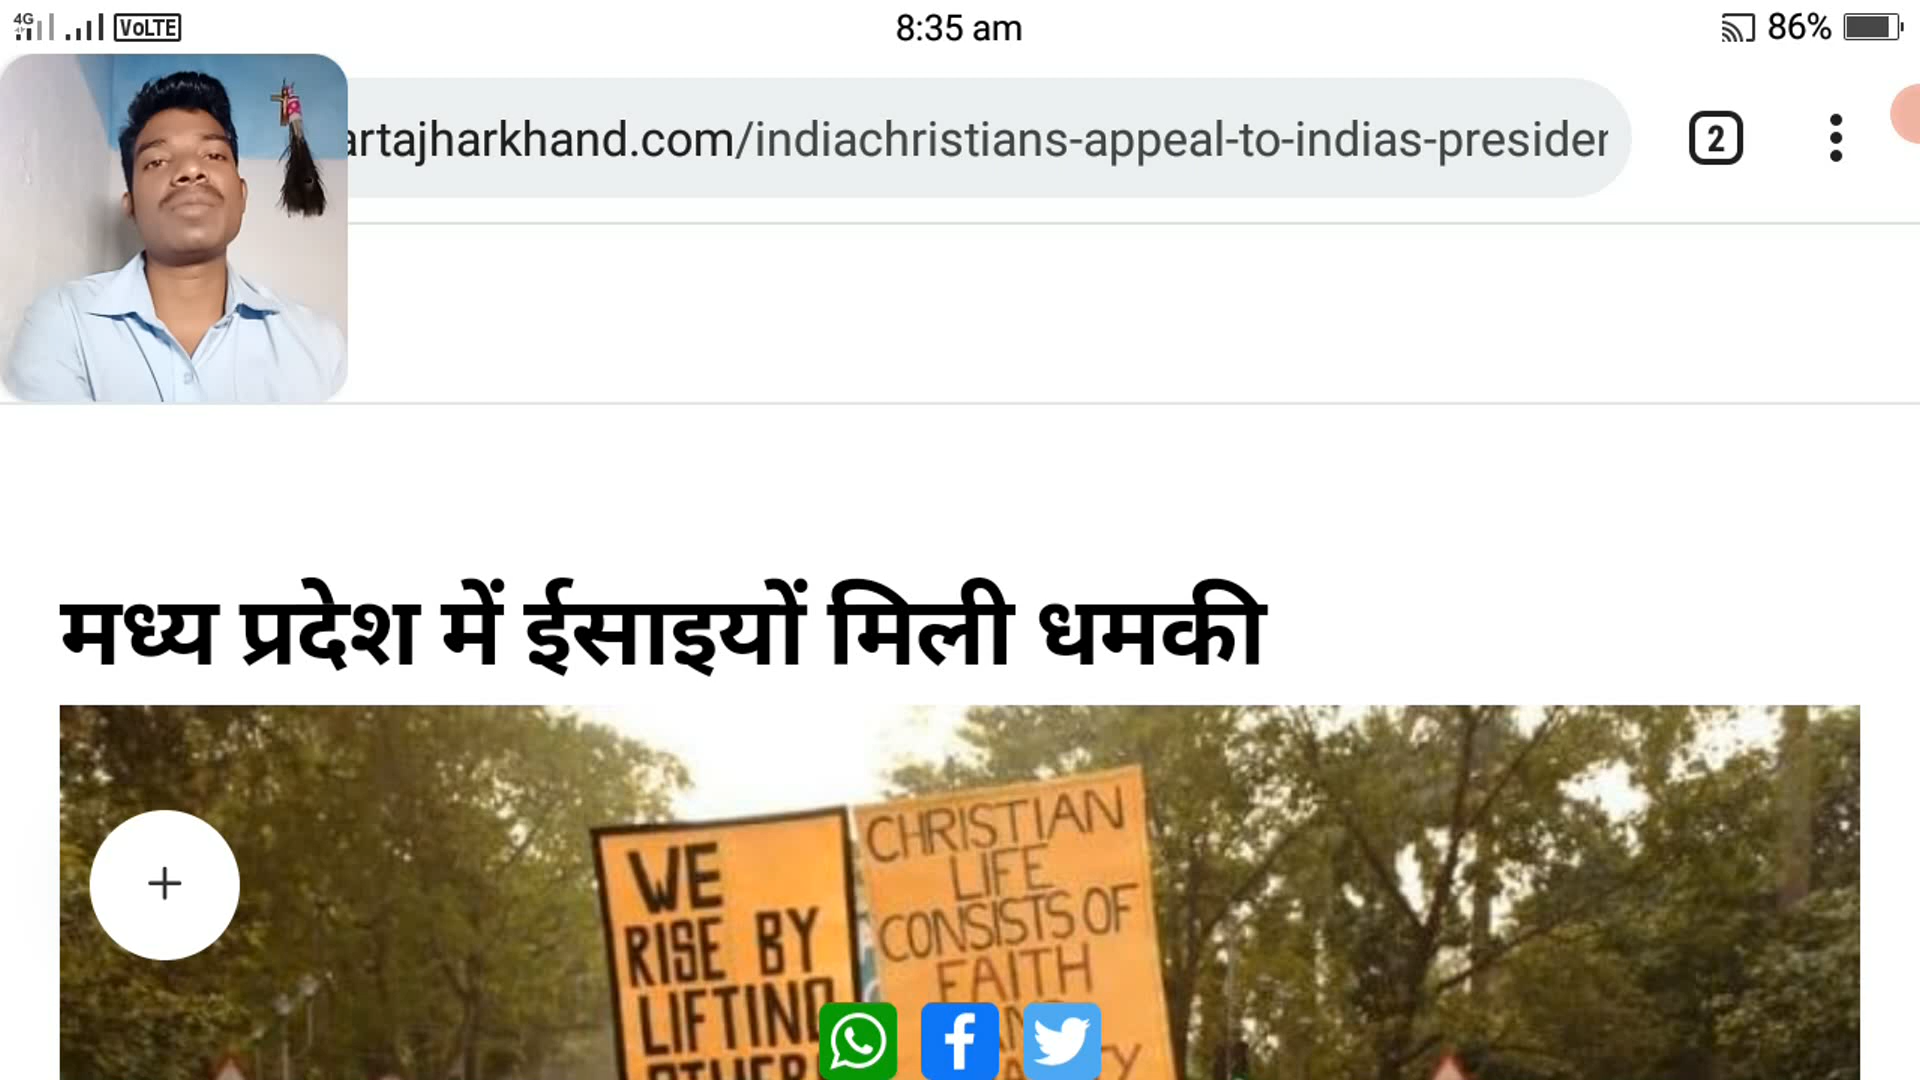 4G
VoLTE
8:35 am
86%
artajharkhand.com/indiachristians-appeal-to-indias-presider
2
मध्य प्रदेश में ईसाइयों मिली धमकी
+
WE
RISE BY
LIFTING
CHRISTIAN
LIFE
CONSISTS OF
FAITH